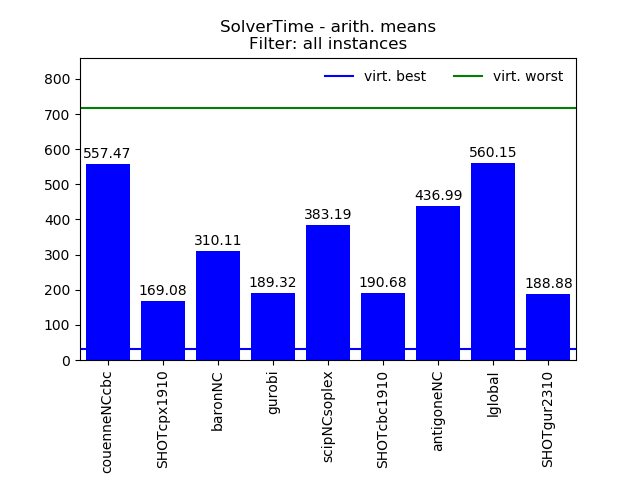 SolverTime - arith. means
Filter: all instances
virt. best
virt. worst
800
700
600
500
400
300
200
100
0
557.47
169.08
310.11
189.32
383.19
190.68
436.99
560.15
188.88
couenneNCcbc
SHOTcpx1910
baronNC
gurobi
scipNCsoplex
SHOTcbc1910
antigoneNC
lglobal
SHOTgur2310